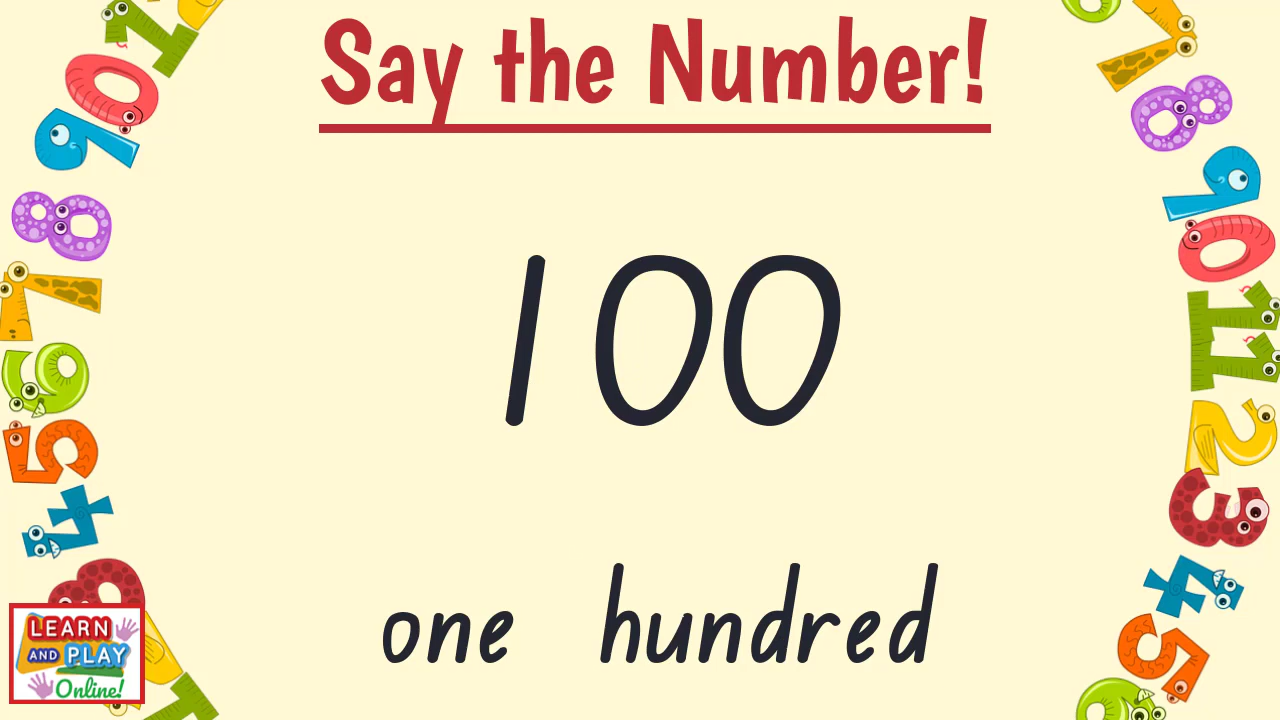 Say the Number!
100
one hundred
LEARN
AND PLAY
Online!